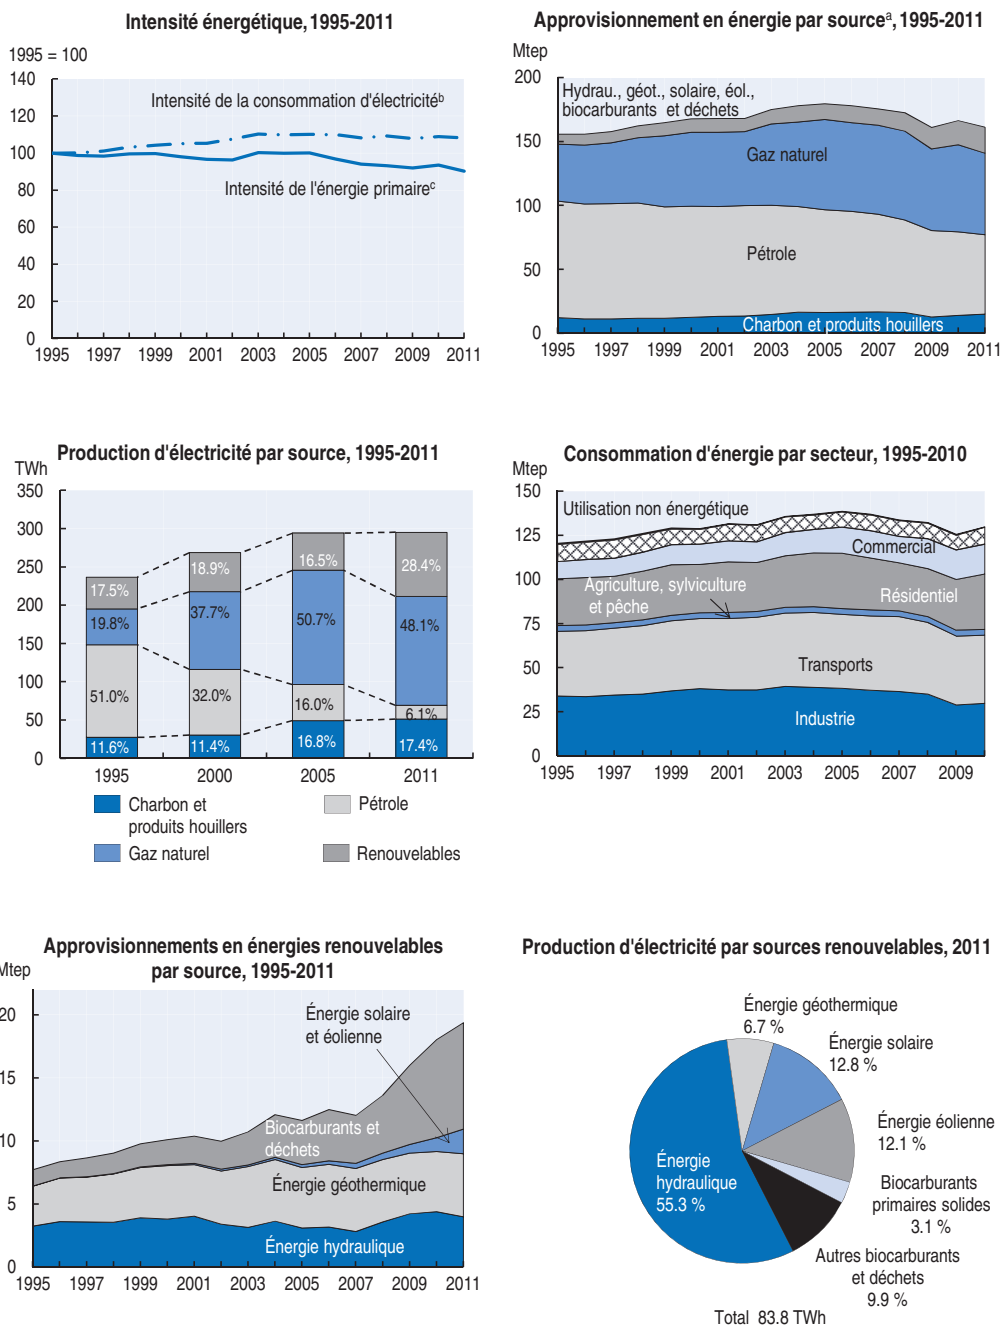 Intensité énergétique, 1995-2011
1995 = 100
140
120
100
80
60
40
20
0
Intensité de la consommation d'électricitéᵇ
Intensité de l'énergie primaireᶜ
1995 1997 1999 2001 2003 2005 2007 2009 2011
Approvisionnement en énergie par sourceᵃ, 1995-2011
Mtep
200
150
100
50
0
Hydrau., géot., solaire, éol.,
biocarburants et déchets
Gaz naturel
Pétrole
Charbon et produits houillers
1995 1997 1999 2001 2003 2005 2007 2009 2011
Production d'électricité par source, 1995-2011
TWh
350
300
250
200
150
100
50
0
17.5%
19.8%
51.0%
11.6%
18.9%
37.7%
32.0%
11.4%
16.5%
50.7%
16.0%
16.8%
28.4%
48.1%
6.1%
17.4%
1995 2000 2005 2011
Charbon et
produits houillers
Pétrole
Gaz naturel
Renouvelables
Consommation d'énergie par secteur, 1995-2010
Mtep
150
125
100
75
50
25
0
Utilisation non énergétique
Commercial
Agriculture, sylviculture
et pêche
Résidentiel
Transports
Industrie
1995 1997 1999 2001 2003 2005 2007 2009
Approvisionnements en énergies renouvelables
par source, 1995-2011
Mtep
20
15
10
5
0
Énergie solaire
et éolienne
Biocarburants et
déchets
Énergie géothermique
Énergie hydraulique
1995 1997 1999 2001 2003 2005 2007 2009 2011
Production d'électricité par sources renouvelables, 2011
Énergie géothermique
6.7 %
Énergie solaire
12.8 %
Énergie éolienne
12.1 %
Énergie
hydraulique
55.3 %
Biocarburants
primaires solides
3.1 %
Autres biocarburants
et déchets
9.9 %
Total 83.8 TWh